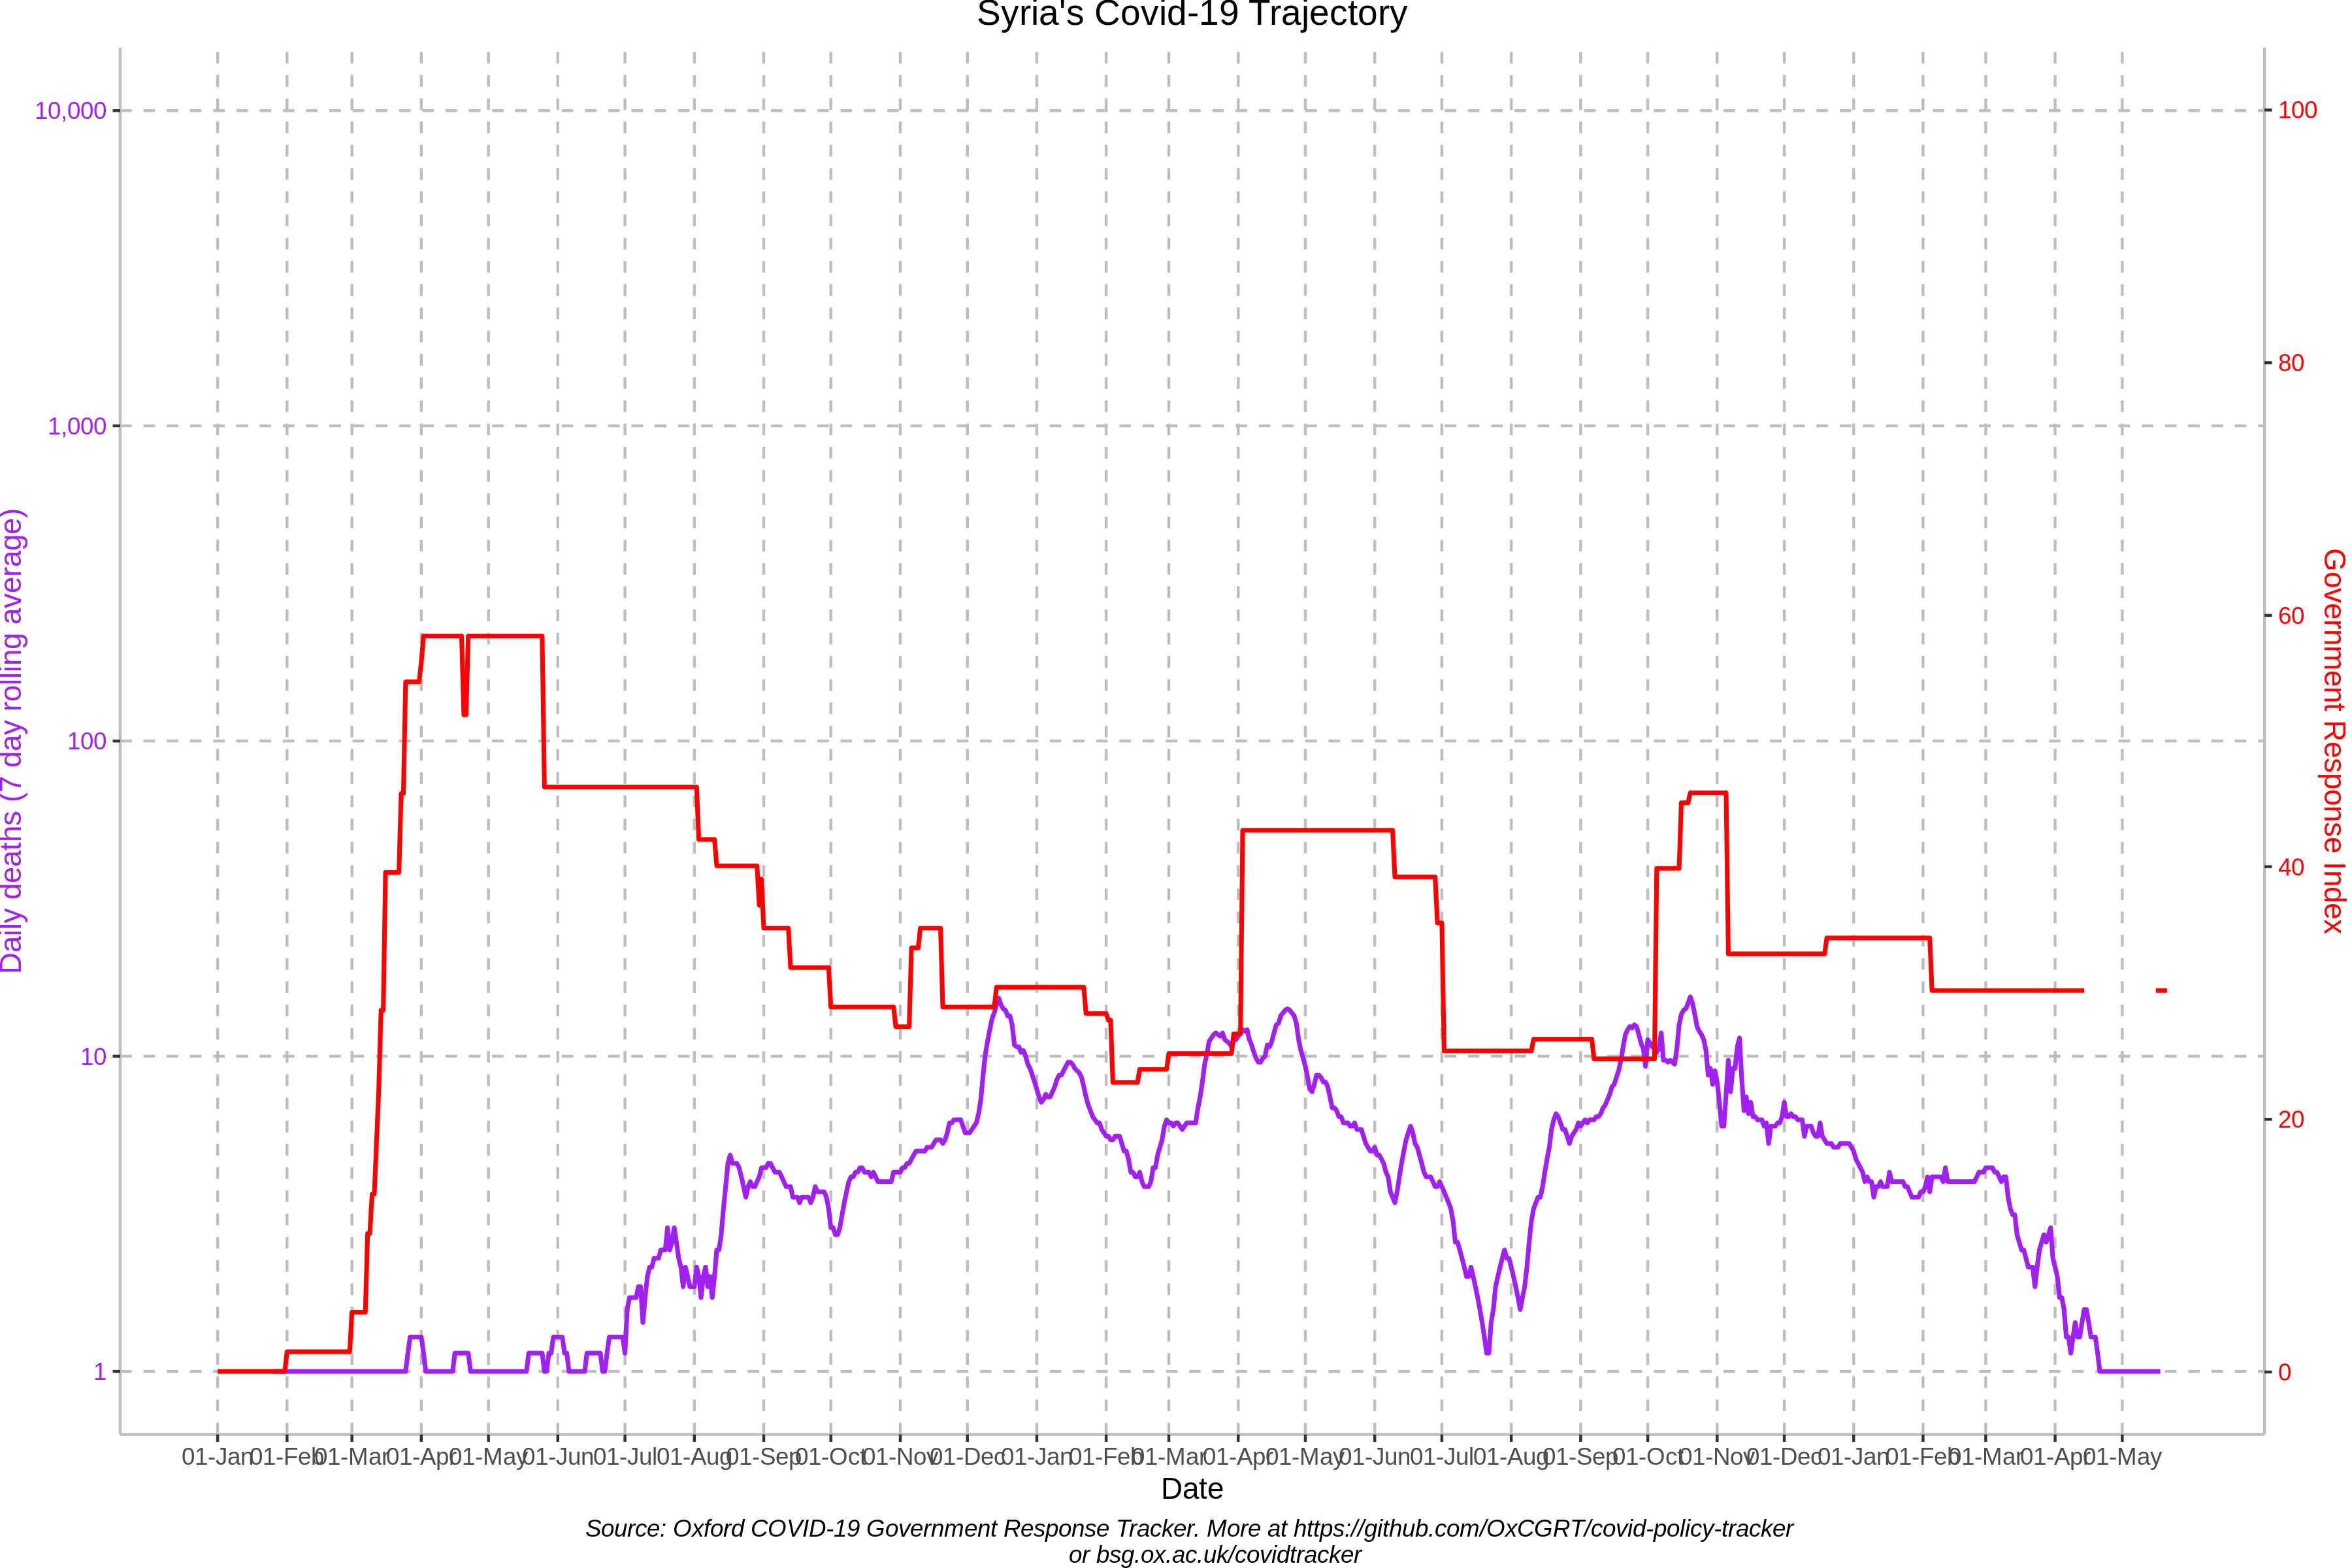 Syria's Covid-19 Trajectory
Daily deaths (7 day rolling average)
10,000
1,000
100
10
1
100
80
60
40
20
0
Government Response Index
01-Jan 01-Feb 01-Mar 01-Apr 01-May 01-Jun 01-Jul 01-Aug 01-Sep 01-Oct 01-Nov 01-Dec 01-Jan 01-Feb 01-Mar 01-Apr 01-May 01-Jun 01-Jul 01-Aug 01-Sep 01-Oct 01-Nov 01-Dec 01-Jan 01-Feb 01-Mar 01-Apr 01-May
Date
Source: Oxford COVID-19 Government Response Tracker. More at https://github.com/OxCGRT/covid-policy-tracker
or bsg.ox.ac.uk/covidtracker